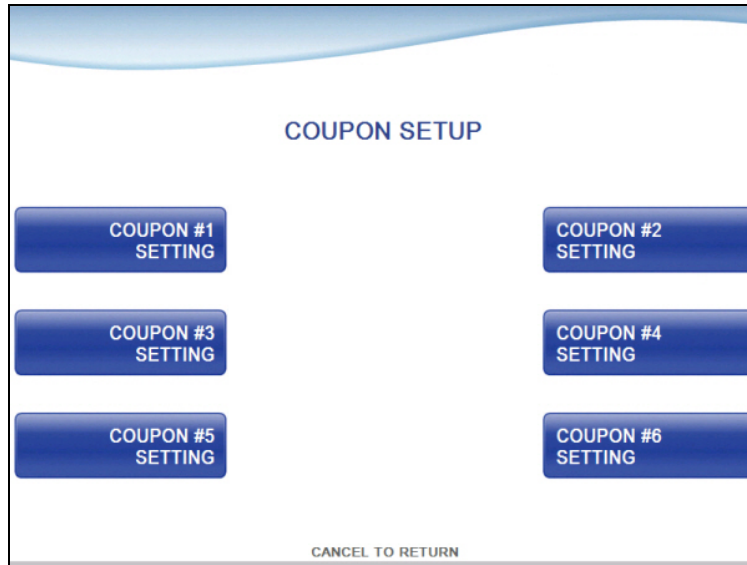 COUPON SETUP
COUPON #1
SETTING
COUPON #2
SETTING
COUPON #3
SETTING
COUPON #4
SETTING
COUPON #5
SETTING
COUPON #6
SETTING
CANCEL TO RETURN